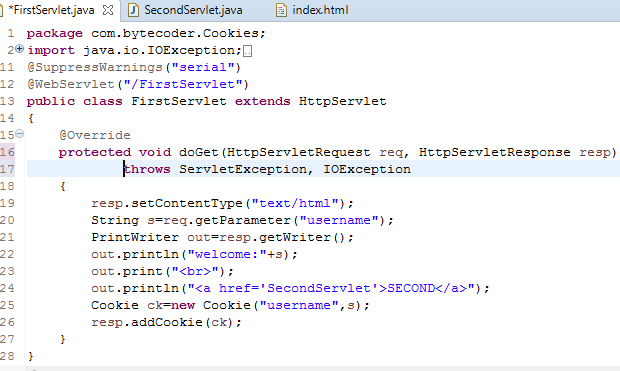 *FirstServlet.java SecondServlet.java index.html
1 package com.bytecoder.Cookies;
2 import java.io.IOException;
11 @SuppressWarnings("serial")
12 @WebServlet("/FirstServlet")
13 public class FirstServlet extends HttpServlet
14 {
15 @Override
16 protected void doGet(HttpServletRequest req, HttpServletResponse resp)
17 throws ServletException, IOException
18 {
19 resp.setContentType("text/html");
20 String s=req.getParameter("username");
21 PrintWriter out=resp.getWriter();
22 out.println("welcome:"+s);
23 out.print("<br>");
24 out.println("<a href='SecondServlet'>SECOND</a>");
25 Cookie ck=new Cookie("username",s);
26 resp.addCookie(ck);
27 }
28 }